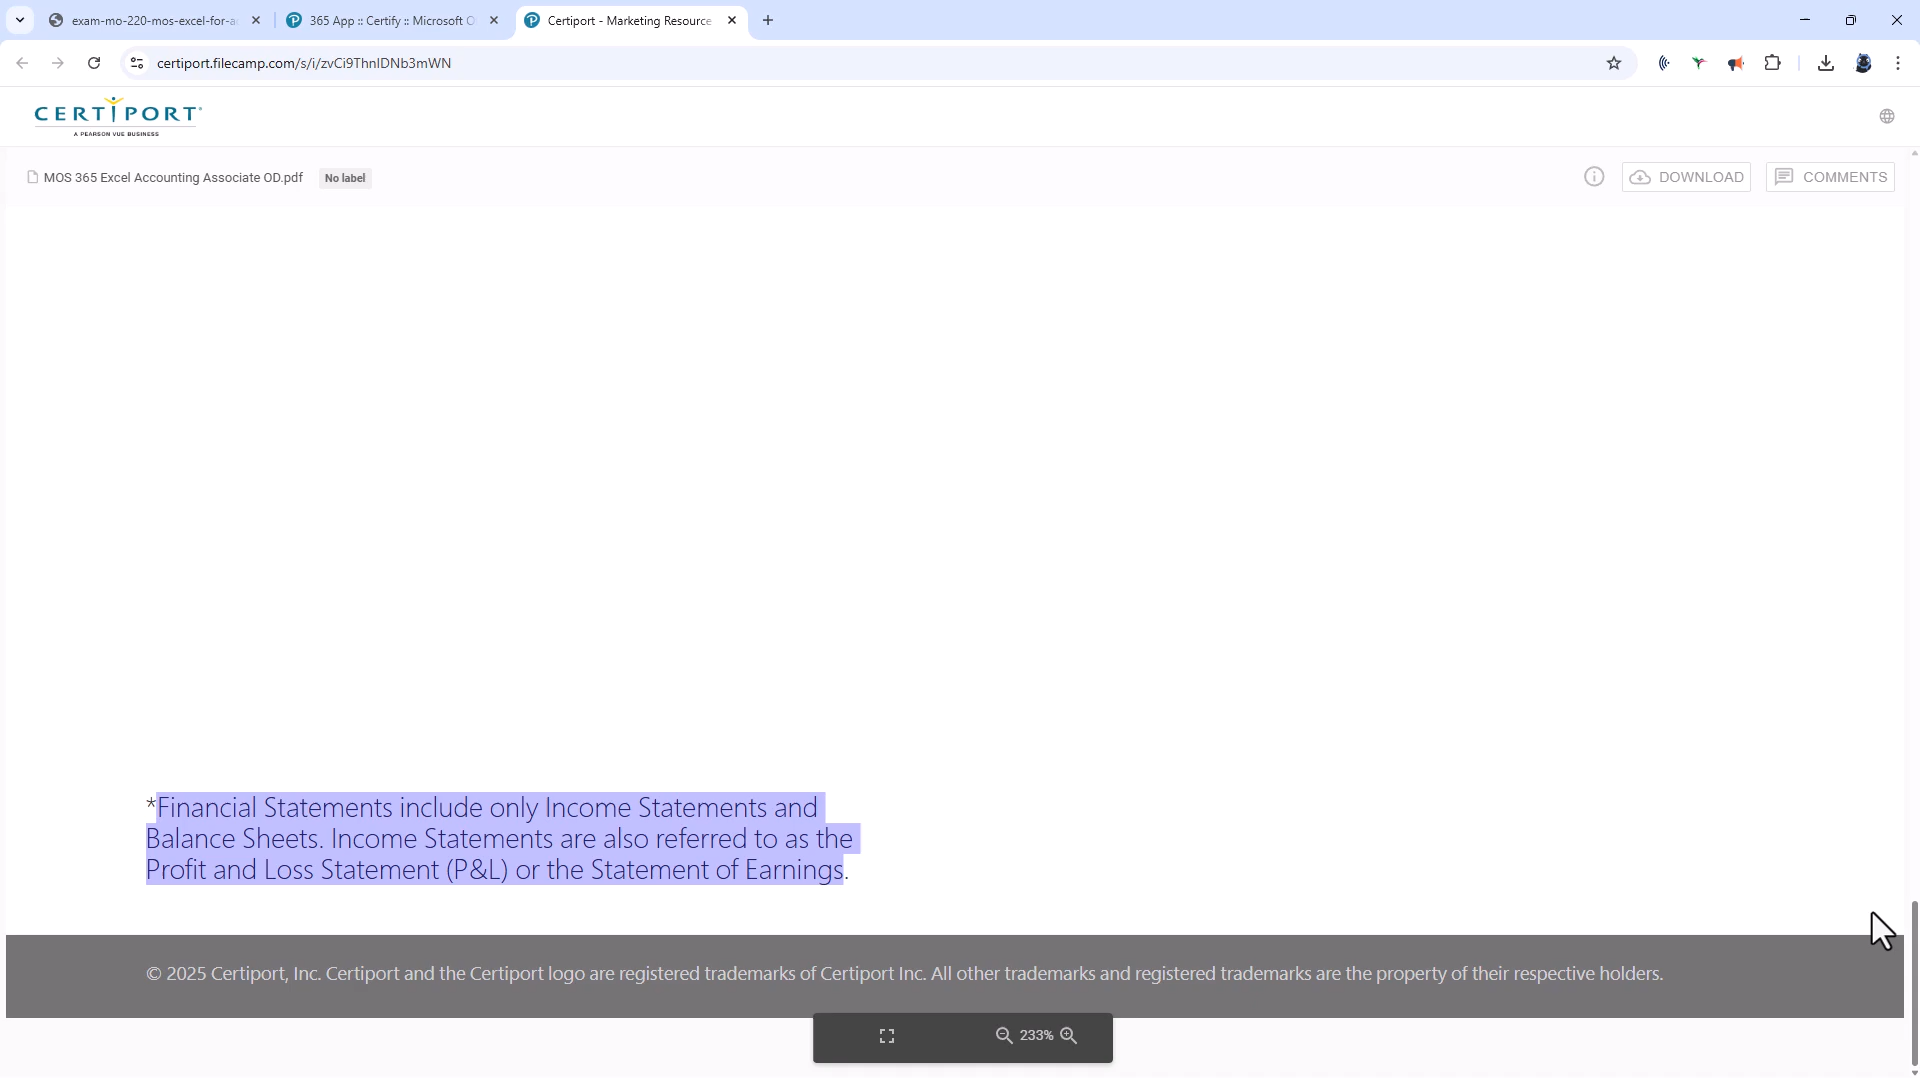 exam-mo-220-mos-excel-for-a
365 App :: Certify :: Microsoft O
Certiport - Marketing Resource
certiport.filecamp.com/s/i/zvCi9ThnIDNb3mWN
CERTIPORT
A PEARSON VUE BUSINESS
MOS 365 Excel Accounting Associate OD.pdf
No label
DOWNLOAD
COMMENTS
*Financial Statements include only Income Statements and
Balance Sheets. Income Statements are also referred to as the
Profit and Loss Statement (P&L) or the Statement of Earnings.
© 2025 Certiport, Inc. Certiport and the Certiport logo are registered trademarks of Certiport Inc. All other trademarks and registered trademarks are the property of their respective holders.
233%